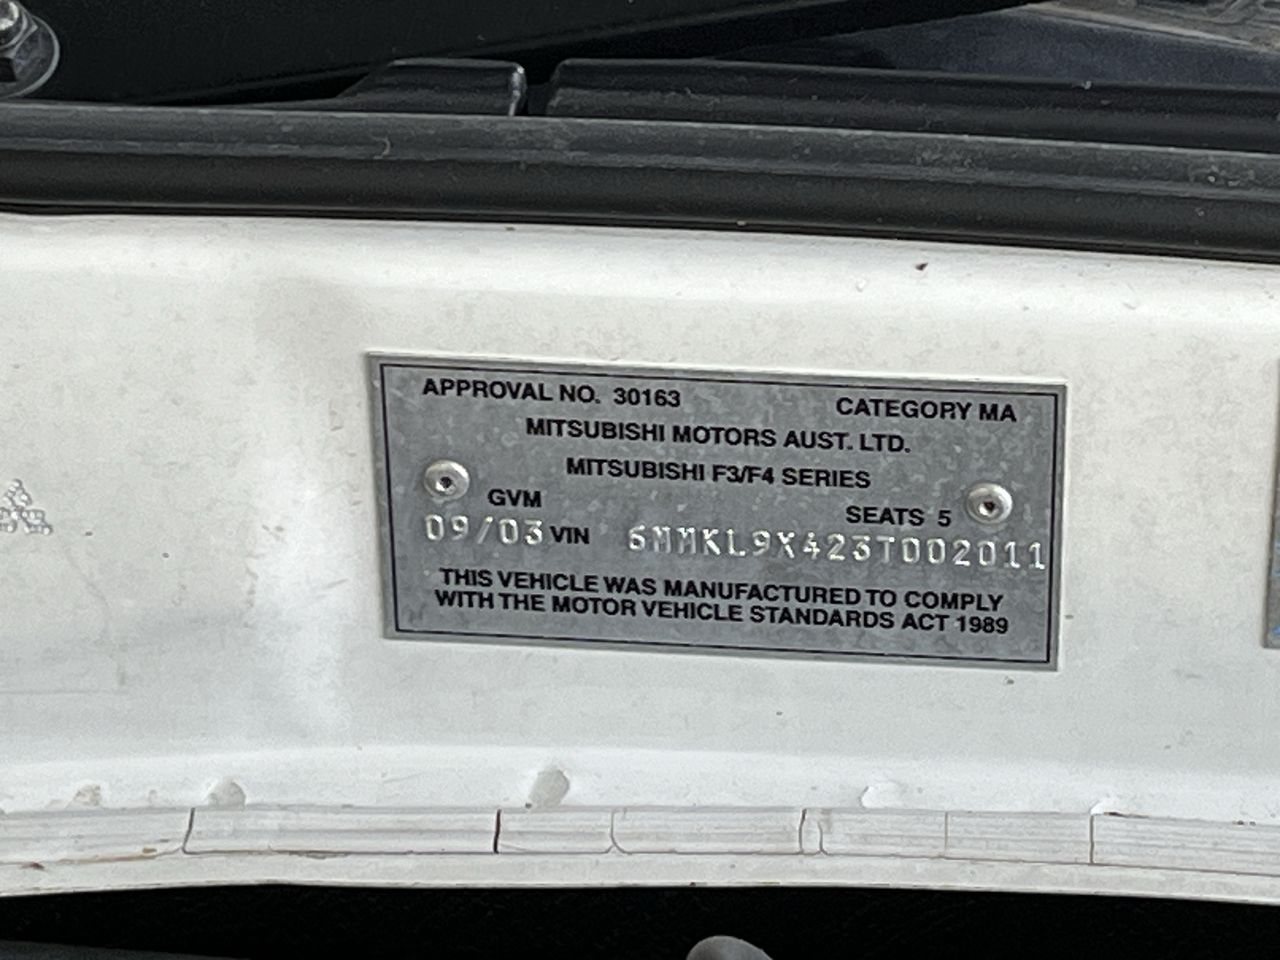 APPROVAL NO. 30163 CATEGORY MA
MITSUBISHI MOTORS AUST. LTD.
MITSUBISHI F3/F4 SERIES
GVM SEATS 5
09/03 VIN 6MMKL9X423T002011
THIS VEHICLE WAS MANUFACTURED TO COMPLY
WITH THE MOTOR VEHICLE STANDARDS ACT 1989